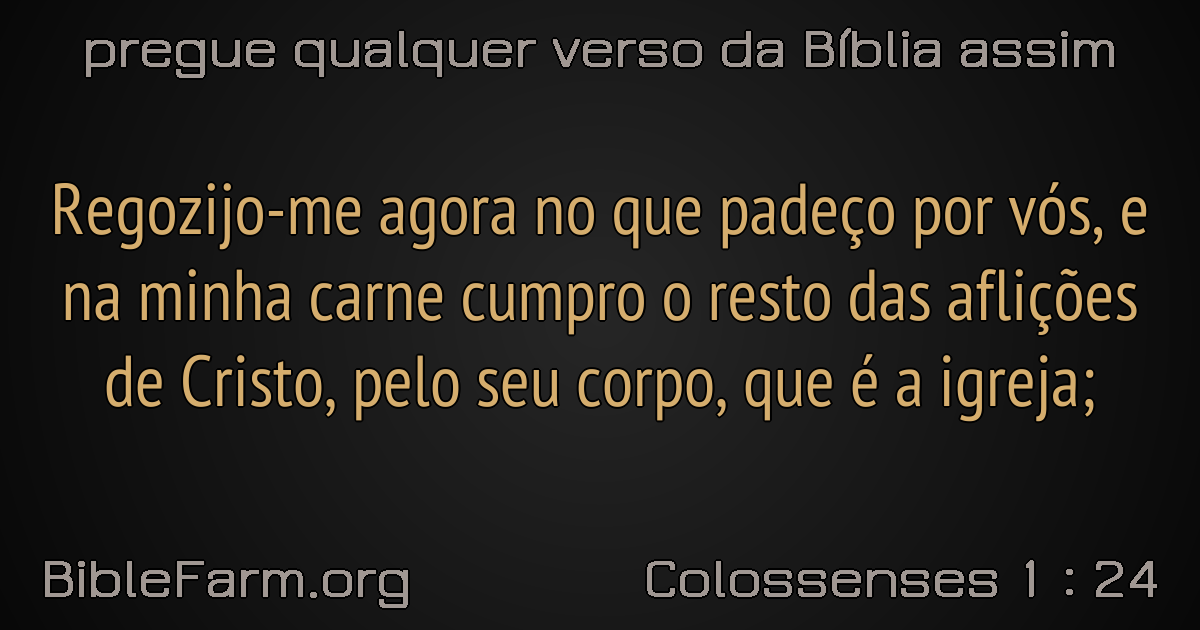 pregue qualquer verso da Bíblia assim
Regozijo-me agora no que padeço por vós, e
na minha carne cumpro o resto das aflições
de Cristo, pelo seu corpo, que é a igreja;
BibleFarm.org
Colossenses 1 : 24